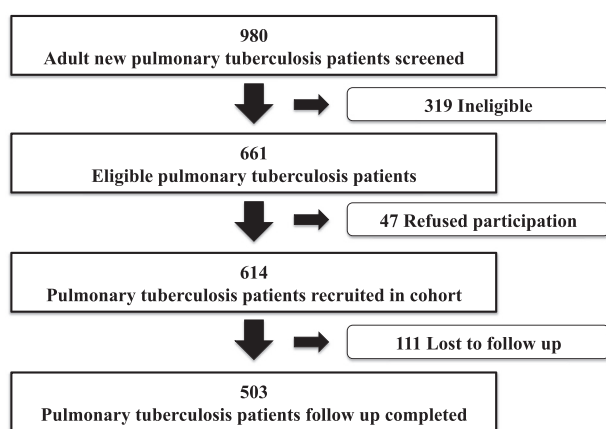 980
Adult new pulmonary tuberculosis patients screened
319 Ineligible
661
Eligible pulmonary tuberculosis patients
47 Refused participation
614
Pulmonary tuberculosis patients recruited in cohort
111 Lost to follow up
503
Pulmonary tuberculosis patients follow up completed